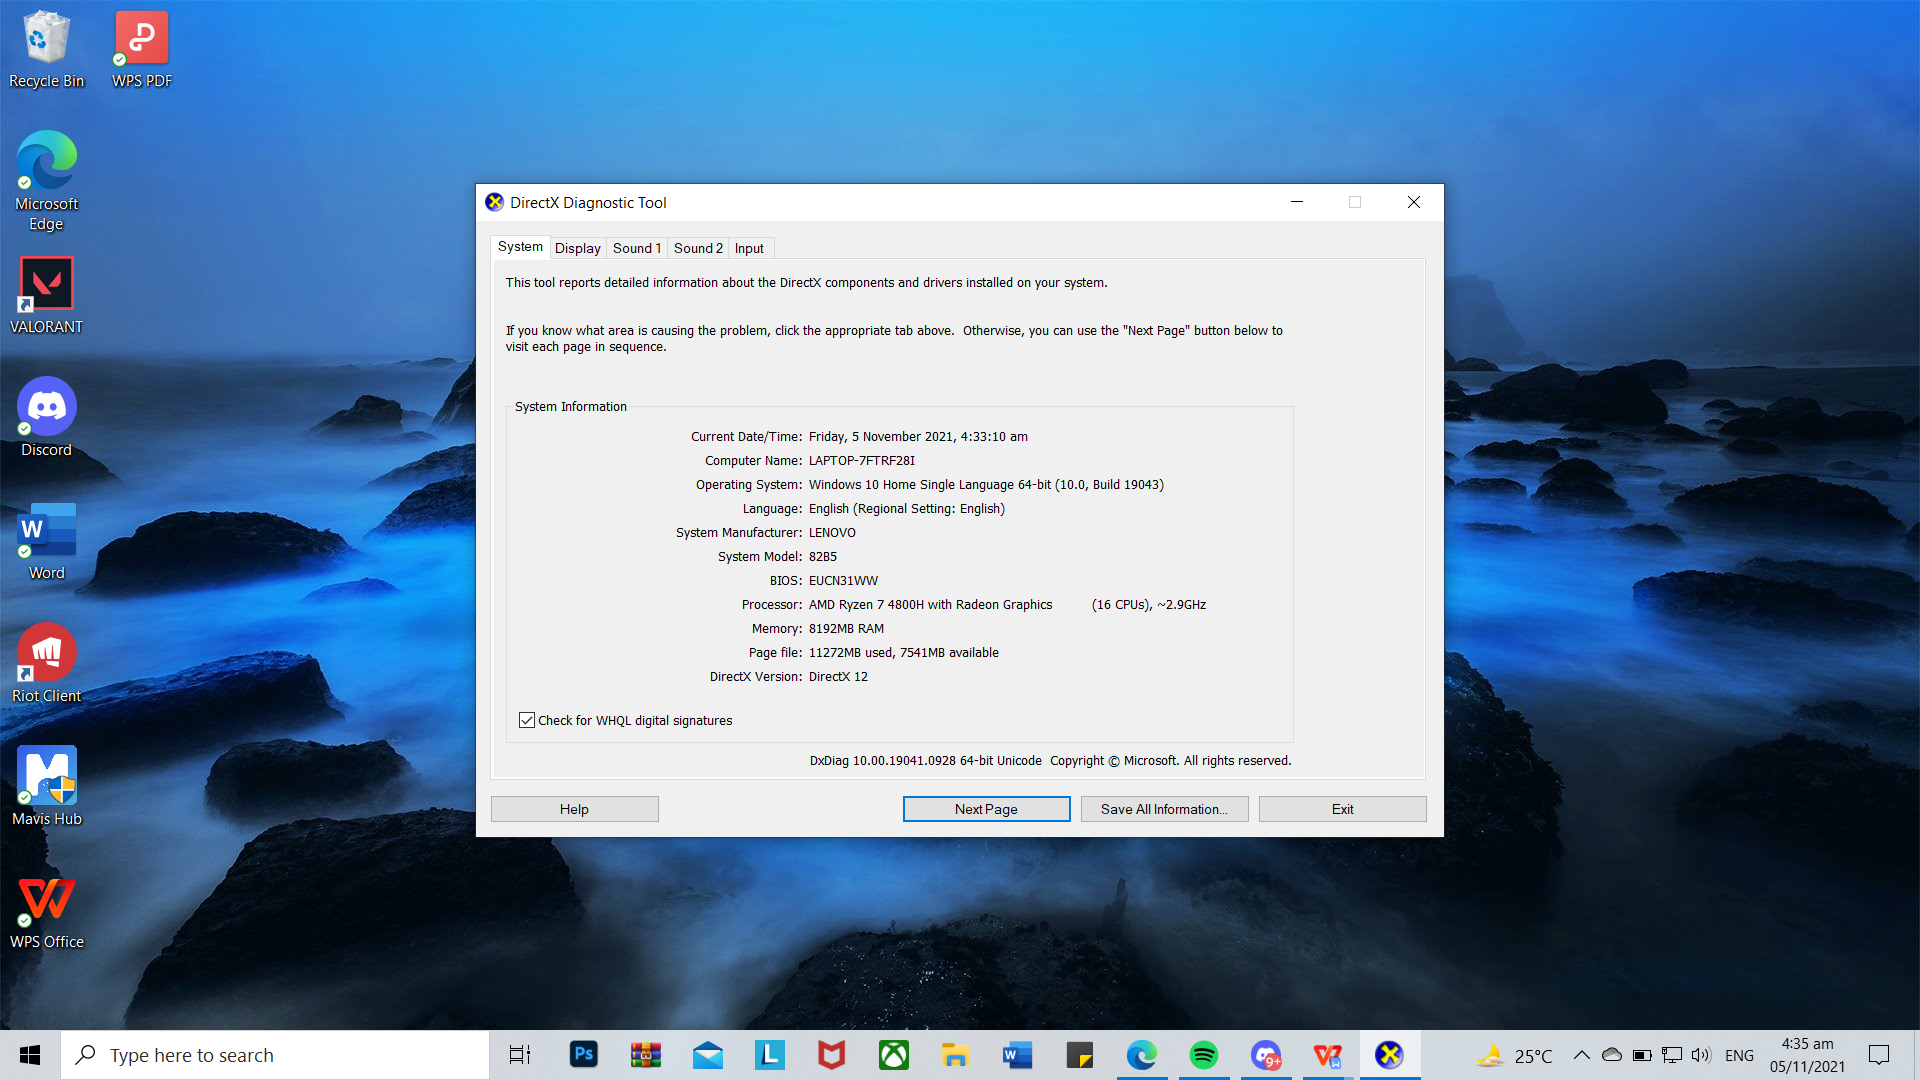 Recycle Bin
WPS PDF
Microsoft
Edge
VALORANT
Discord
W
Word
Riot Client
Mavis Hub
WPS Office
DirectX Diagnostic Tool
System
Display
Sound 1
Sound 2
Input
This tool reports detailed information about the DirectX components and drivers installed on your system.
If you know what area is causing the problem, click the appropriate tab above.  Otherwise, you can use the "Next Page" button below to
visit each page in sequence.
System Information
Current Date/Time: Friday, 5 November 2021, 4:33:10 am
Computer Name: LAPTOP-7FTRF28I
Operating System: Windows 10 Home Single Language 64-bit (10.0, Build 19043)
Language: English (Regional Setting: English)
System Manufacturer: LENOVO
System Model: 82B5
BIOS: EUCN31WW
Processor: AMD Ryzen 7 4800H with Radeon Graphics (16 CPUs), ~2.9GHz
Memory: 8192MB RAM
Page file: 11272MB used, 7541MB available
DirectX Version: DirectX 12
Check for WHQL digital signatures
DxDiag 10.00.19041.0928 64-bit Unicode  Copyright © Microsoft. All rights reserved.
Help
Next Page
Save All Information...
Exit
Type here to search
Ps
L
W
9+
25°C
ENG
4:35 am
05/11/2021